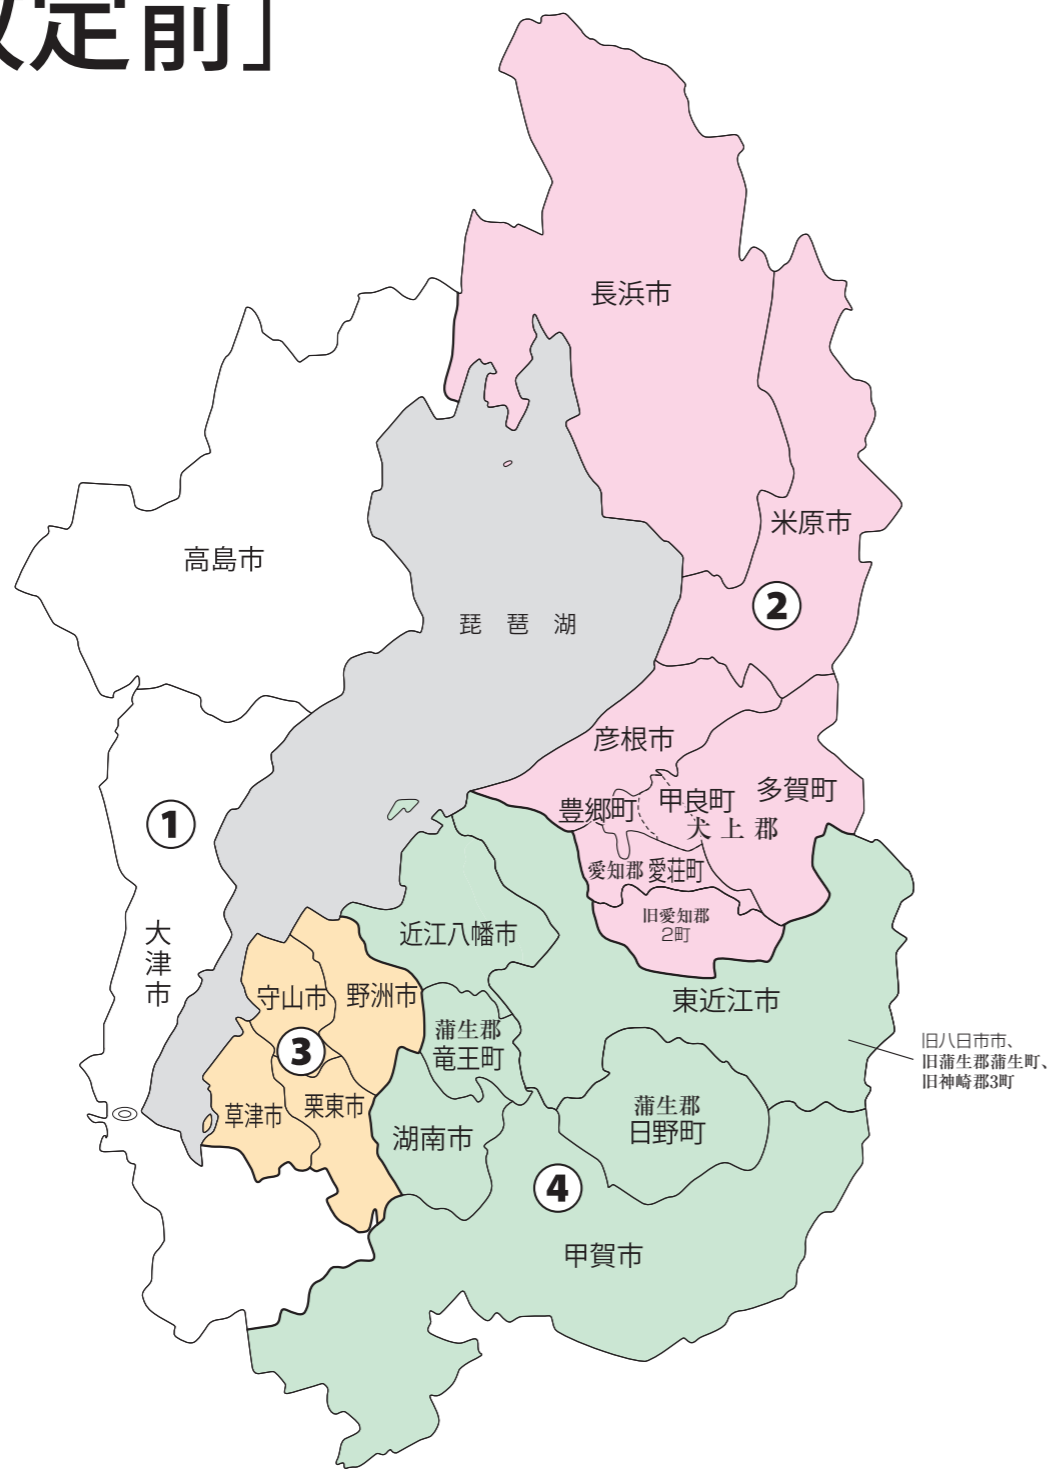 改定前」
長浜市
米原市
②
高島市
琵琶湖
彦根市
多賀町
甲良町
豊郷町
犬上郡
①
愛知郡 愛荘町
旧愛知郡
2町
大津市
近江八幡市
守山市
野洲市
東近江市
③
蒲生郡
竜王町
旧八日市市、
旧蒲生郡蒲生町、
旧神崎郡3町
草津市
栗東市
湖南市
蒲生郡
日野町
④
甲賀市